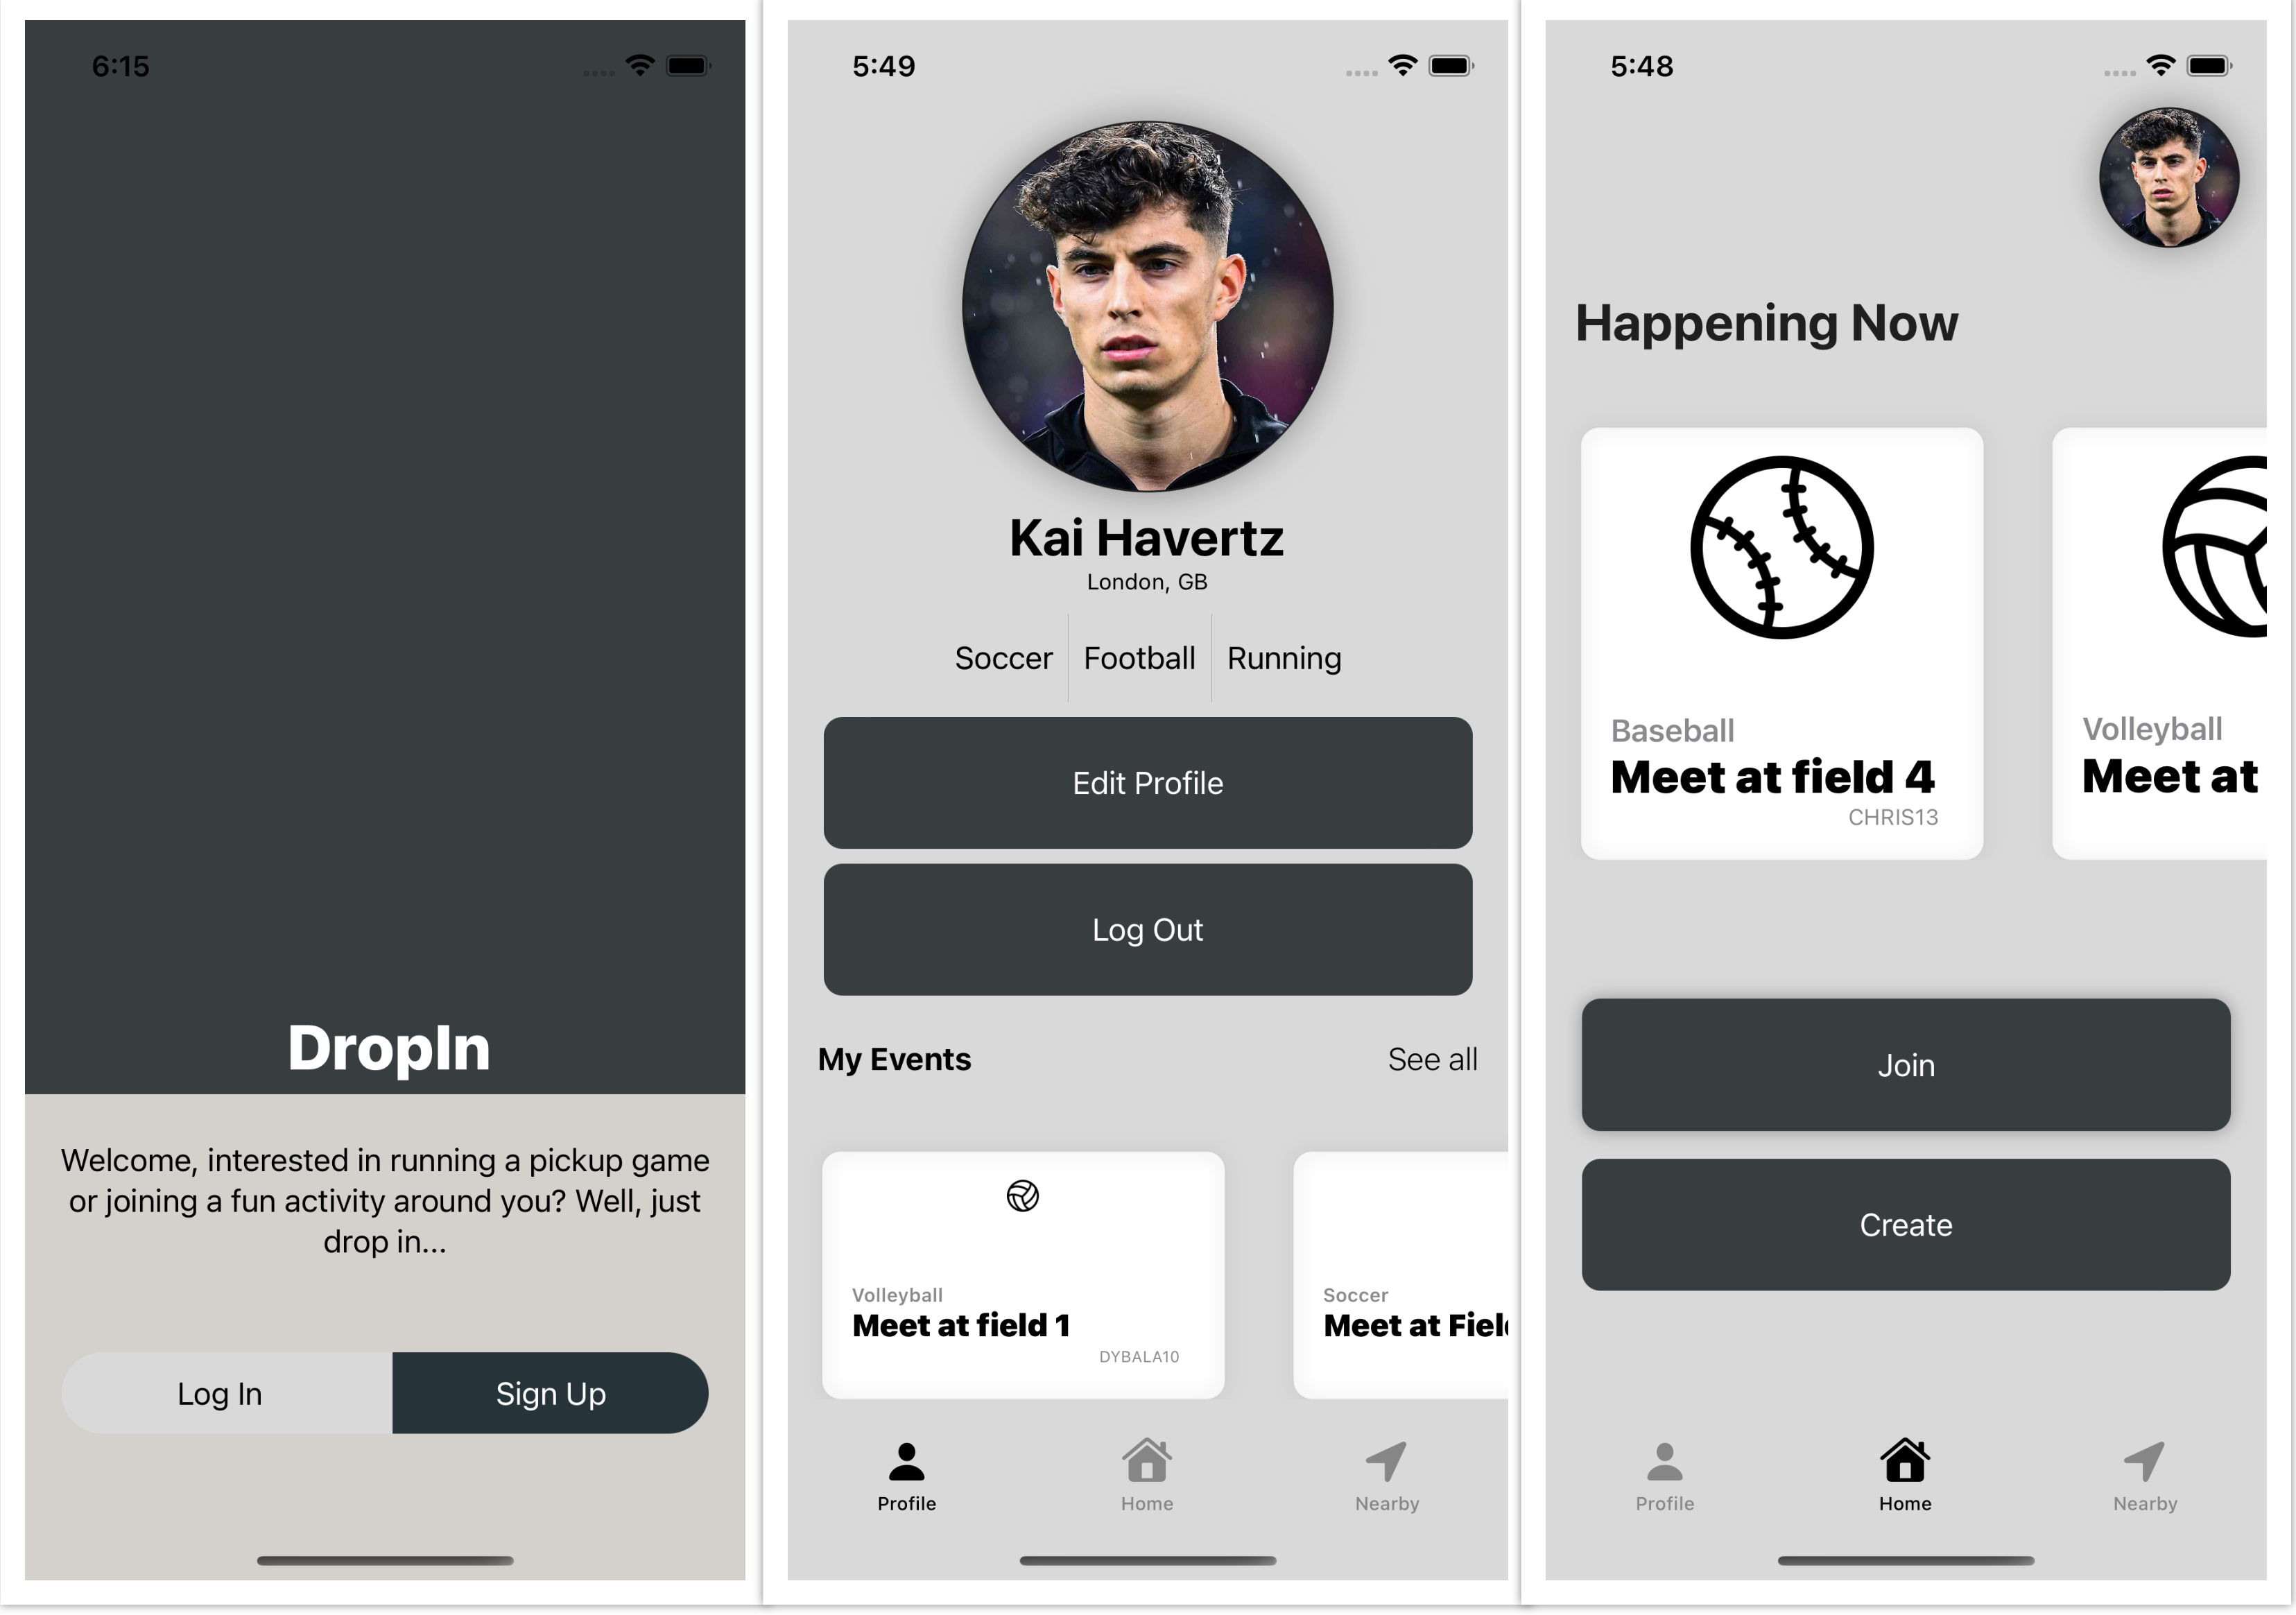 6:15
DropIn
Welcome, interested in running a pickup game
or joining a fun activity around you? Well, just
drop in...
Log In
Sign Up
5:49
Kai Havertz
London, GB
Soccer
Football
Running
Edit Profile
Log Out
My Events
See all
Volleyball
Meet at field 1
DYBALA10
Soccer
Meet at Field
Profile
Home
Nearby
5:48
Happening Now
Baseball
Meet at field 4
CHRIS13
Volleyball
Meet at
Join
Create
Profile
Home
Nearby